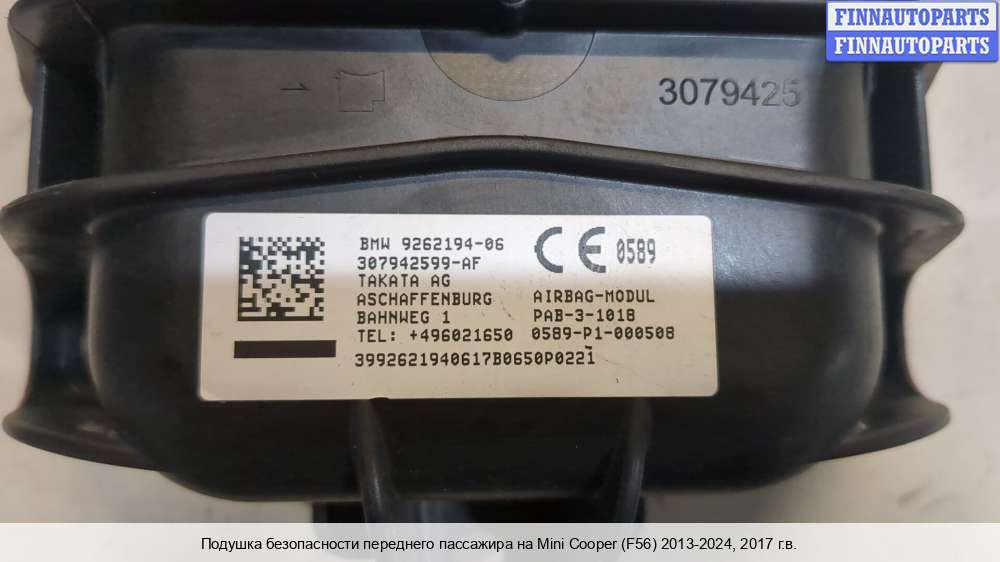 FINNAUTOPARTS
FINNAUTOPARTS
3079425
BMW 9262194-06
307942599-AF
TAKATA AG
ASCHAFFENBURG
BAHNWEG 1
TEL: +496021650
CE 0589
AIRBAG-MODUL
PAB-3-1018
0589-P1-000508
3992621940617B0650P0221
Подушка безопасности переднего пассажира на Mini Cooper (F56) 2013-2024, 2017 г.в.